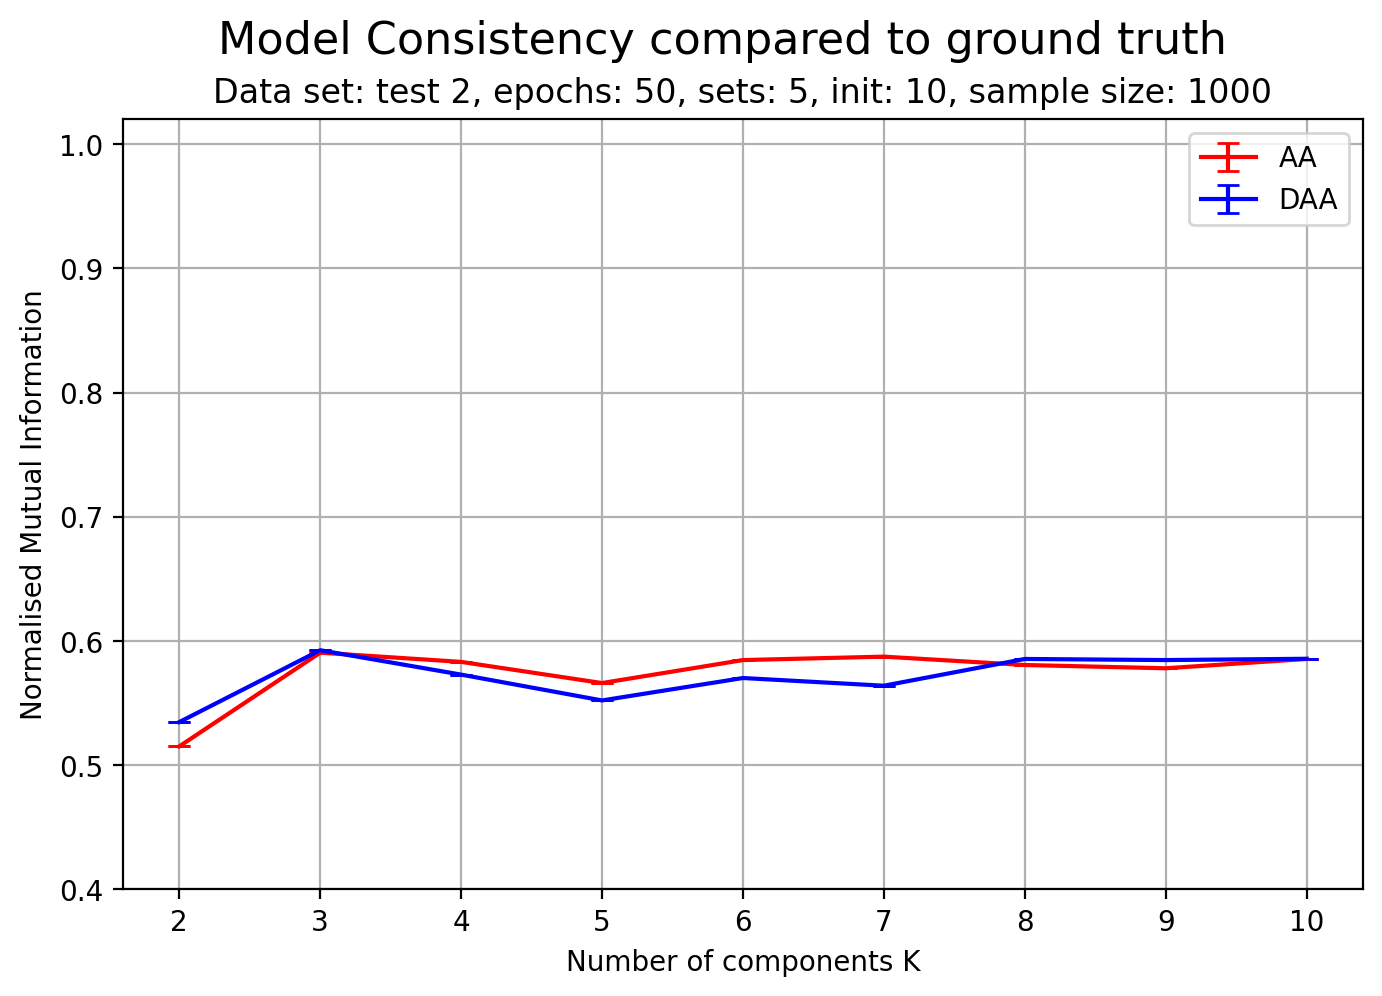 Model Consistency compared to ground truth
Data set: test 2, epochs: 50, sets: 5, init: 10, sample size: 1000
AA
DAA
Normalised Mutual Information
1.0
0.9
0.8
0.7
0.6
0.5
0.4
2 3 4 5 6 7 8 9 10
Number of components K